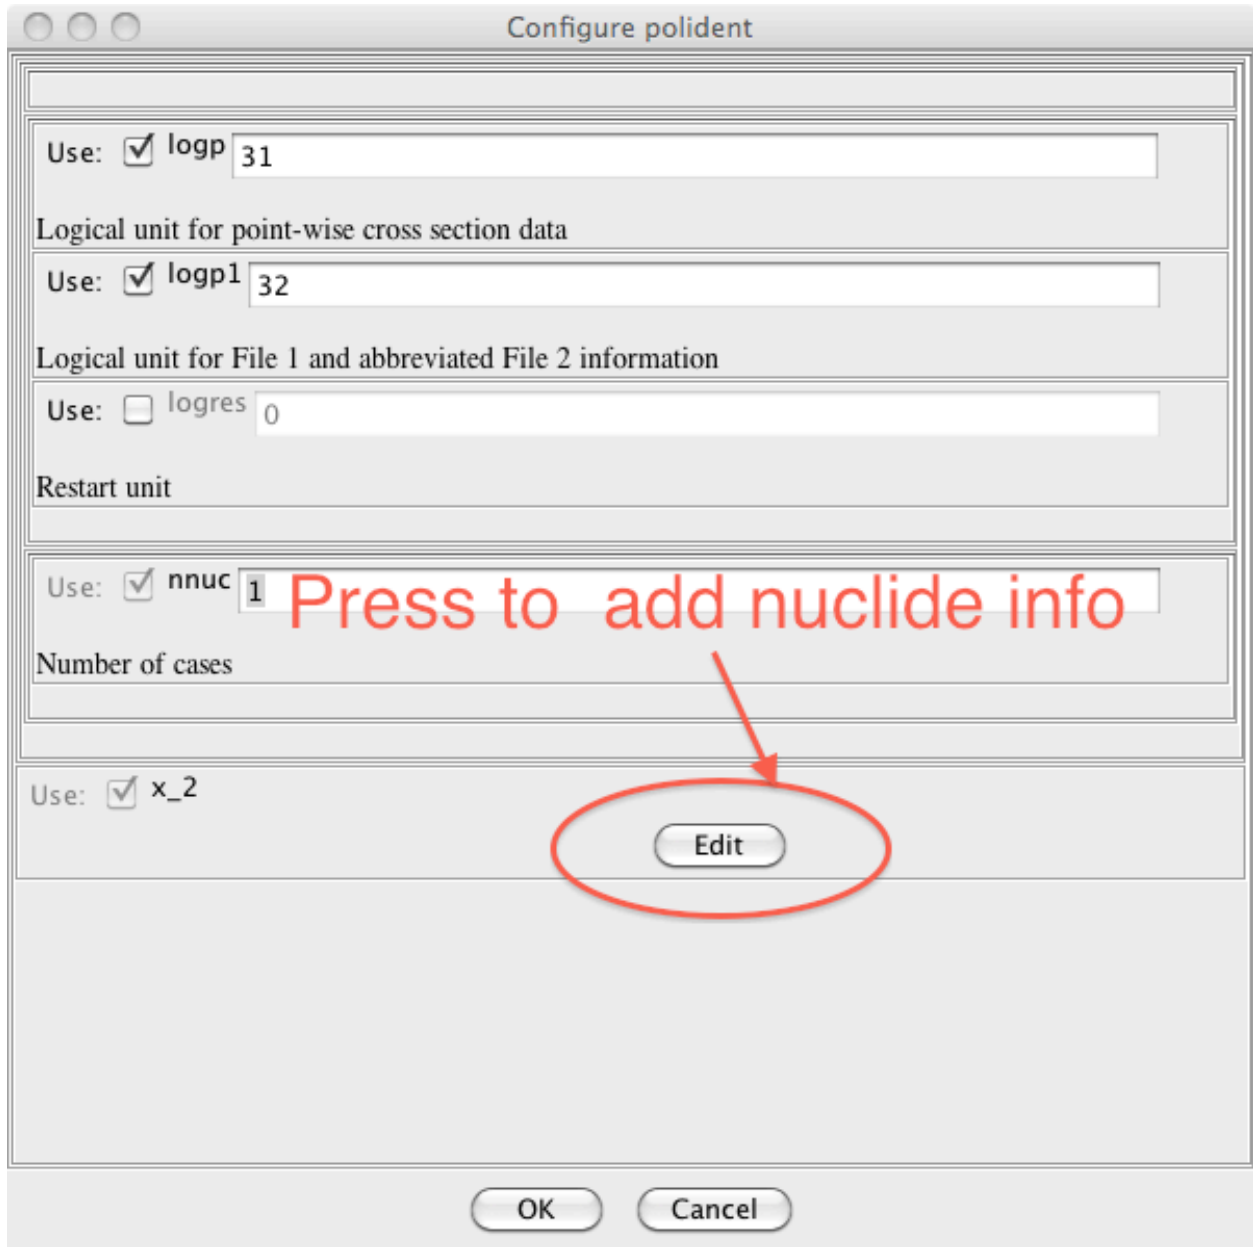 Configure polident
Use: logp 31
Logical unit for point-wise cross section data
Use: logp1 32
Logical unit for File 1 and abbreviated File 2 information
Use: logres 0
Restart unit
Use: nnuc 1
Press to add nuclide info
Number of cases
Use: x_2
Edit
OK Cancel